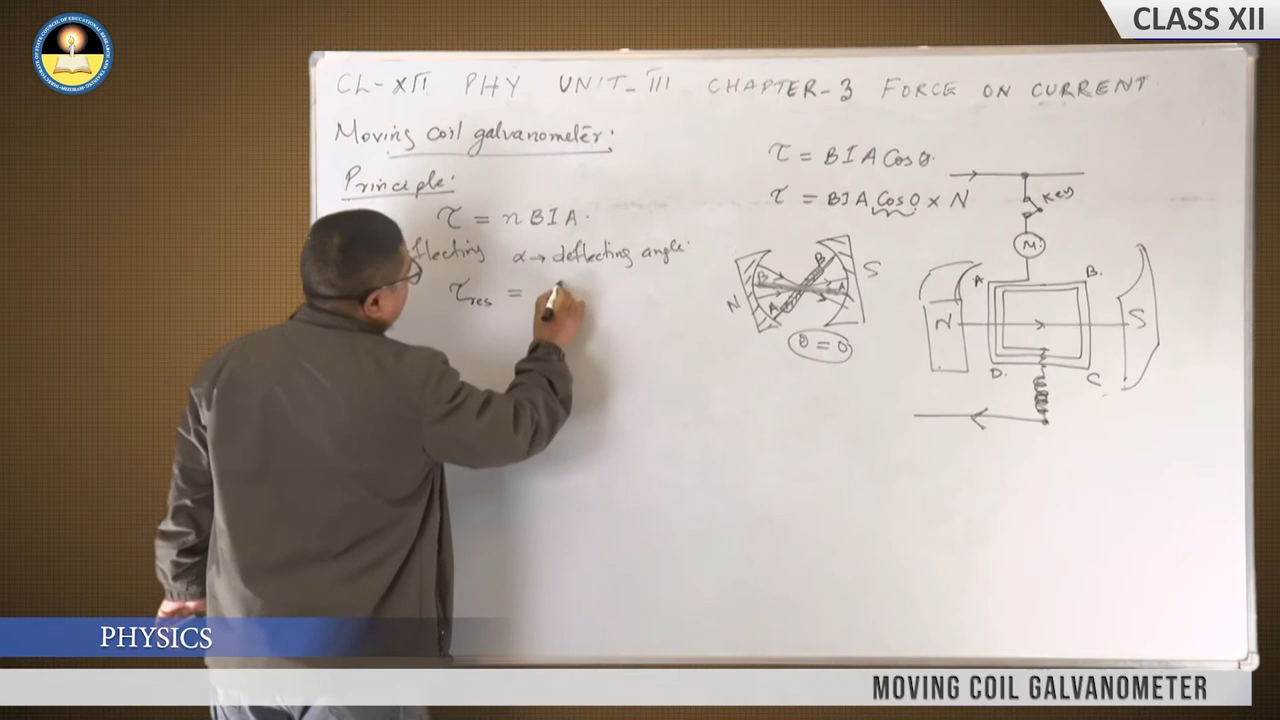 CLASS XII
CL-XII PHY UNIT-III CHAPTER-3 FORCE ON CURRENT
Moving coil galvanometer:
Principle:
τ = nBIA.
flecting α→ deflecting angle.
τres =
τ = BIA Cosθ.
τ = BIA Cosθ × N
Key
M
N
B
B
A
A
S
θ = 0
A
B.
N
S
D.
C
PHYSICS
MOVING COIL GALVANOMETER